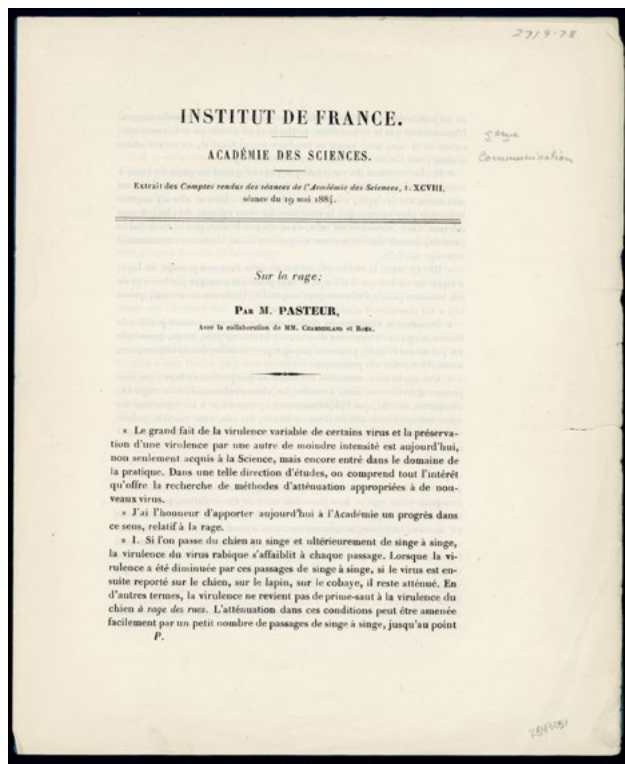 27/9-78
INSTITUT DE FRANCE.
5eme
Communication
ACADÉMIE DES SCIENCES.
Extrait des Comptes rendus des séances de l'Académie des Sciences, t. XCVIII,
séance du 19 mai 1884.
Sur la rage;
PAR M. PASTEUR,
Avec la collaboration de MM. CHAMBERLAND et ROUX.
« Le grand fait de la virulence variable de certains virus et la préserva-
tion d'une virulence par une autre de moindre intensité est aujourd'hui,
non seulement acquis à la Science, mais encore entré dans le domaine de
la pratique. Dans une telle direction d'études, on comprend tout l'intérêt
qu'offre la recherche de méthodes d'atténuation appropriées à de nou-
veaux virus.
» J'ai l'honneur d'apporter aujourd'hui à l'Académie un progrès dans
ce sens, relatif à la rage.
» I. Si l'on passe du chien au singe et ultérieurement de singe à singe,
la virulence du virus rabique s'affaiblit à chaque passage. Lorsque la vi-
rulence a été diminuée par ces passages de singe à singe, si le virus est en-
suite reporté sur le chien, sur le lapin, sur le cobaye, il reste atténué. En
d'autres termes, la virulence ne revient pas de prime-saut à la virulence du
chien à rage des rues. L'atténuation dans ces conditions peut être amenée
facilement par un petit nombre de passages de singe à singe, jusqu'au point
P.